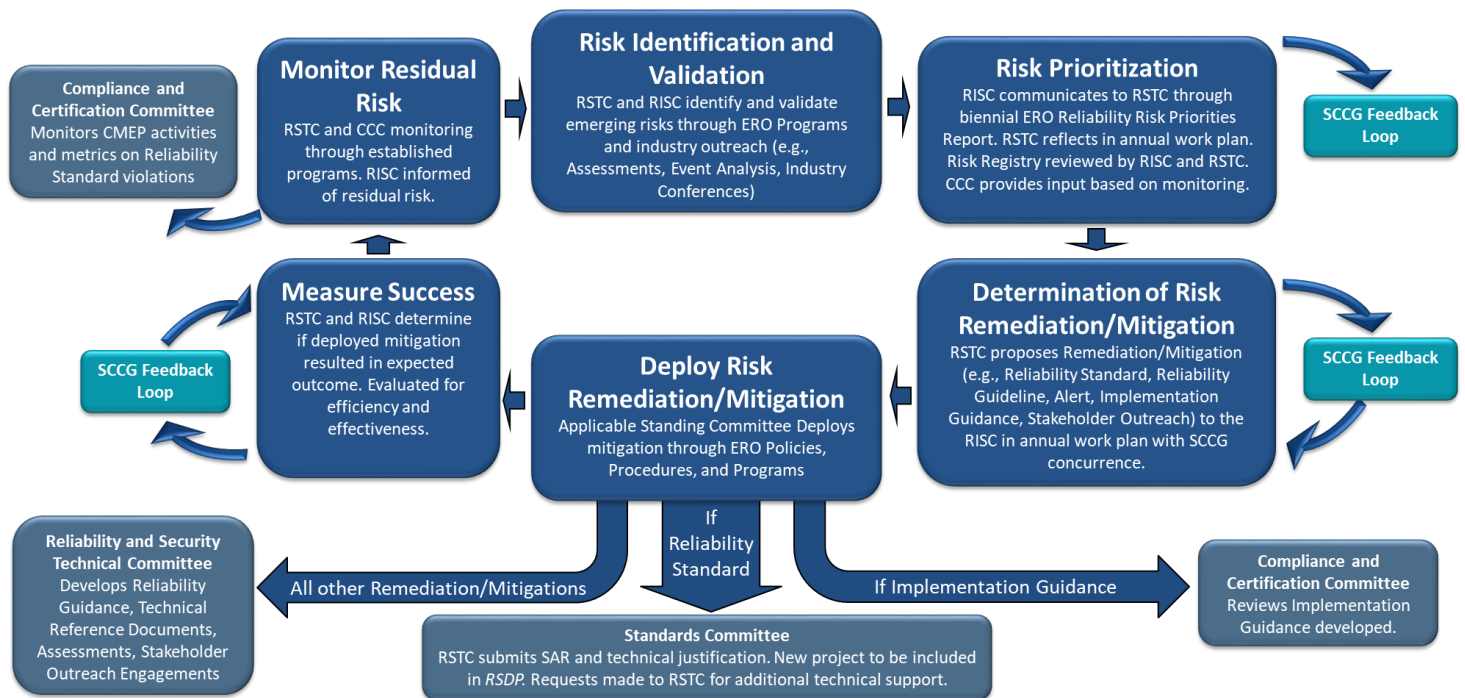 Compliance and
Certification Committee
Monitors CMEP activities
and metrics on Reliability
Standard violations
Monitor Residual
Risk
RSTC and CCC monitoring
through established
programs. RISC informed
of residual risk.
Risk Identification and
Validation
RSTC and RISC identify and validate
emerging risks through ERO Programs
and industry outreach (e.g.,
Assessments, Event Analysis, Industry
Conferences)
Risk Prioritization
RISC communicates to RSTC through
biennial ERO Reliability Risk Priorities
Report. RSTC reflects in annual work plan.
Risk Registry reviewed by RISC and RSTC.
CCC provides input based on monitoring.
SCCG Feedback
Loop
Determination of Risk
Remediation/Mitigation
RSTC proposes Remediation/Mitigation
(e.g., Reliability Standard, Reliability
Guideline, Alert, Implementation
Guidance, Stakeholder Outreach) to the
RISC in annual work plan with SCCG
concurrence.
SCCG Feedback
Loop
Deploy Risk
Remediation/Mitigation
Applicable Standing Committee Deploys
mitigation through ERO Policies,
Procedures, and Programs
Measure Success
RSTC and RISC determine
if deployed mitigation
resulted in expected
outcome. Evaluated for
efficiency and
effectiveness.
SCCG Feedback
Loop
Reliability and Security
Technical Committee
Develops Reliability
Guidance, Technical
Reference Documents,
Assessments, Stakeholder
Outreach Engagements
All other Remediation/Mitigations
If
Reliability
Standard
If Implementation Guidance
Standards Committee
RSTC submits SAR and technical justification. New project to be included
in RSDP. Requests made to RSTC for additional technical support.
Compliance and
Certification Committee
Reviews Implementation
Guidance developed.